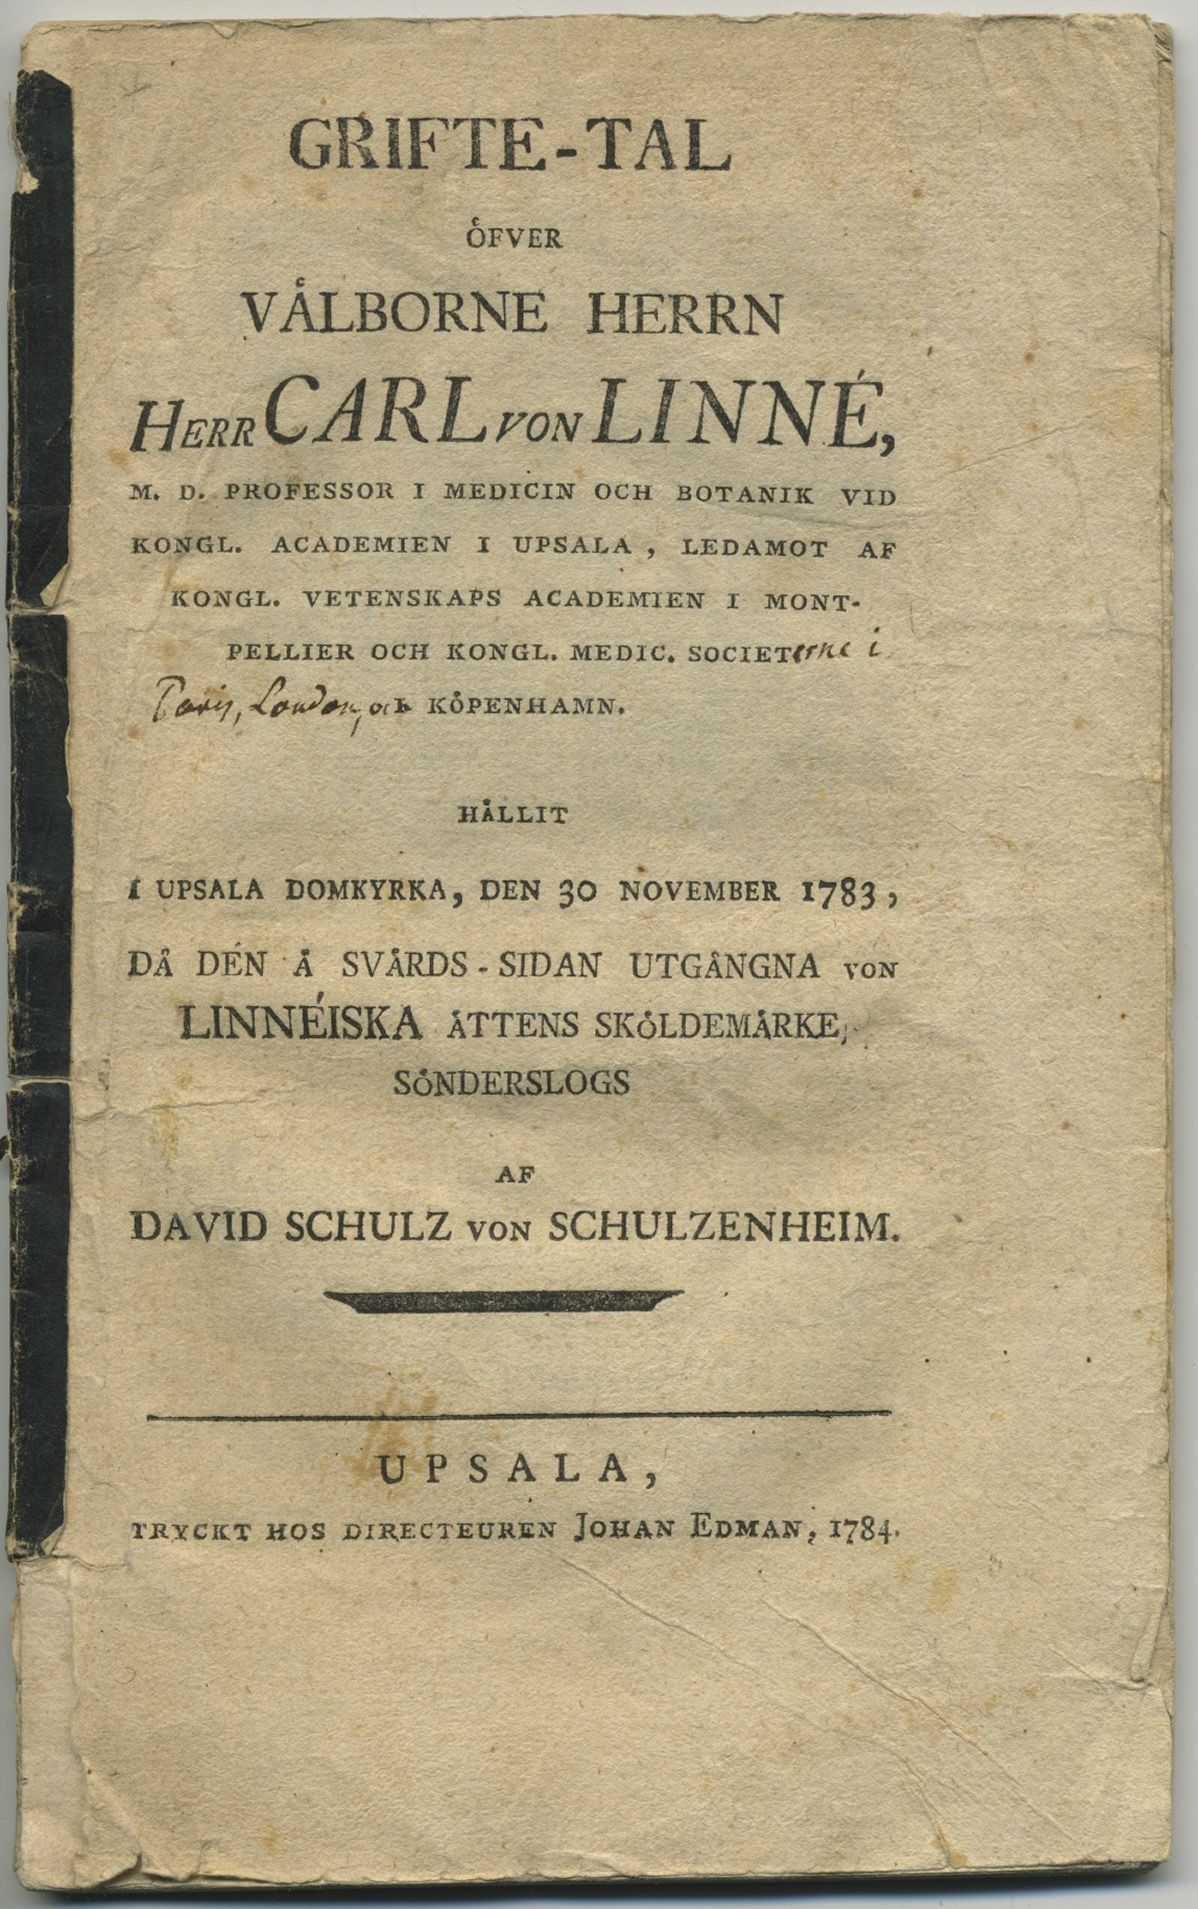 GRIFTE-TAL
ÖFVER
VÄLBORNE HERRN
HERR CARL VON LINNÉ,
M. D. PROFESSOR I MEDICIN OCH BOTANIK VID
KONGL. ACADEMIEN I UPSALA, LEDAMOT AF
KONGL. VETENSKAPS ACADEMIEN I MONT-
PELLIER OCH KONGL. MEDIC. SOCIETerne i
Paris, London, och KÖPENHAMN.
HÅLLIT
I UPSALA DOMKYRKA, DEN 30 NOVEMBER 1783,
DÅ DEN Å SVÄRDS-SIDAN UTGÅNGNA VON
LINNÉISKA ÄTTENS SKÖLDEMÄRKE,
SÖNDERSLOGS
AF
DAVID SCHULZ VON SCHULZENHEIM.
UPSALA,
TRYCKT HOS DIRECTEUREN JOHAN EDMAN, 1784.